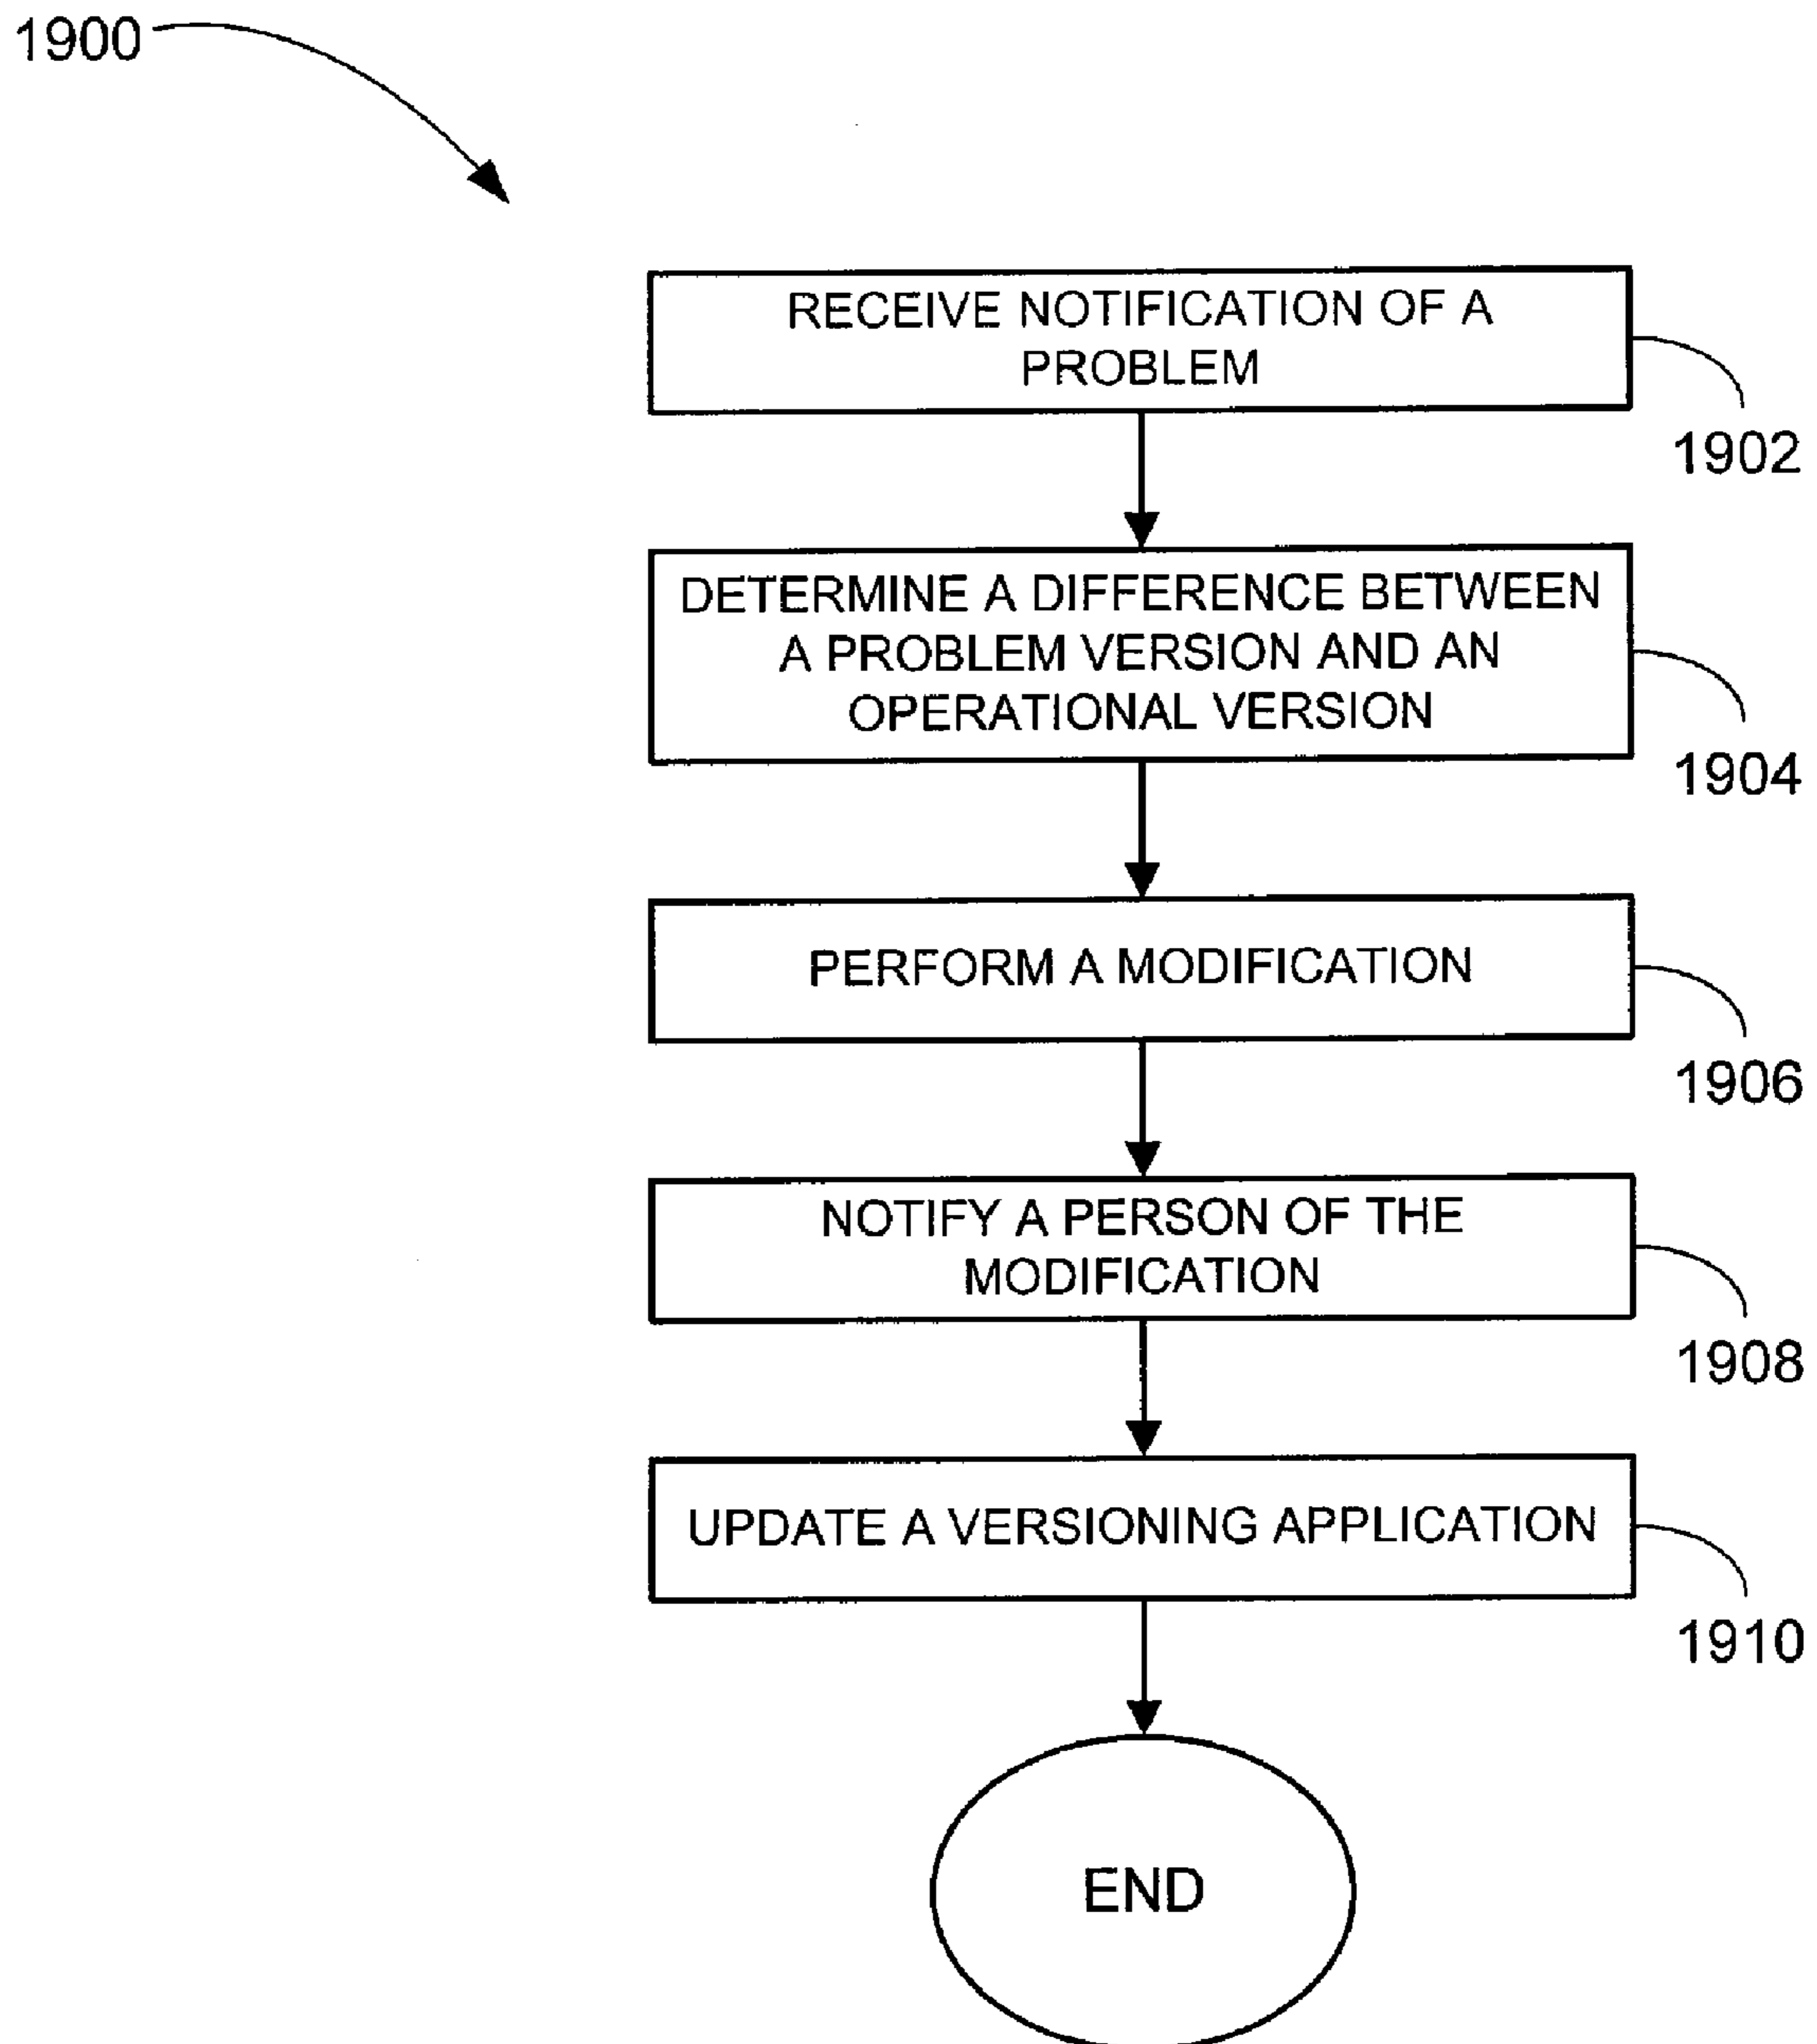 1900
RECEIVE NOTIFICATION OF A
PROBLEM
1902
DETERMINE A DIFFERENCE BETWEEN
A PROBLEM VERSION AND AN
OPERATIONAL VERSION
1904
PERFORM A MODIFICATION
1906
NOTIFY A PERSON OF THE
MODIFICATION
1908
UPDATE A VERSIONING APPLICATION
1910
END